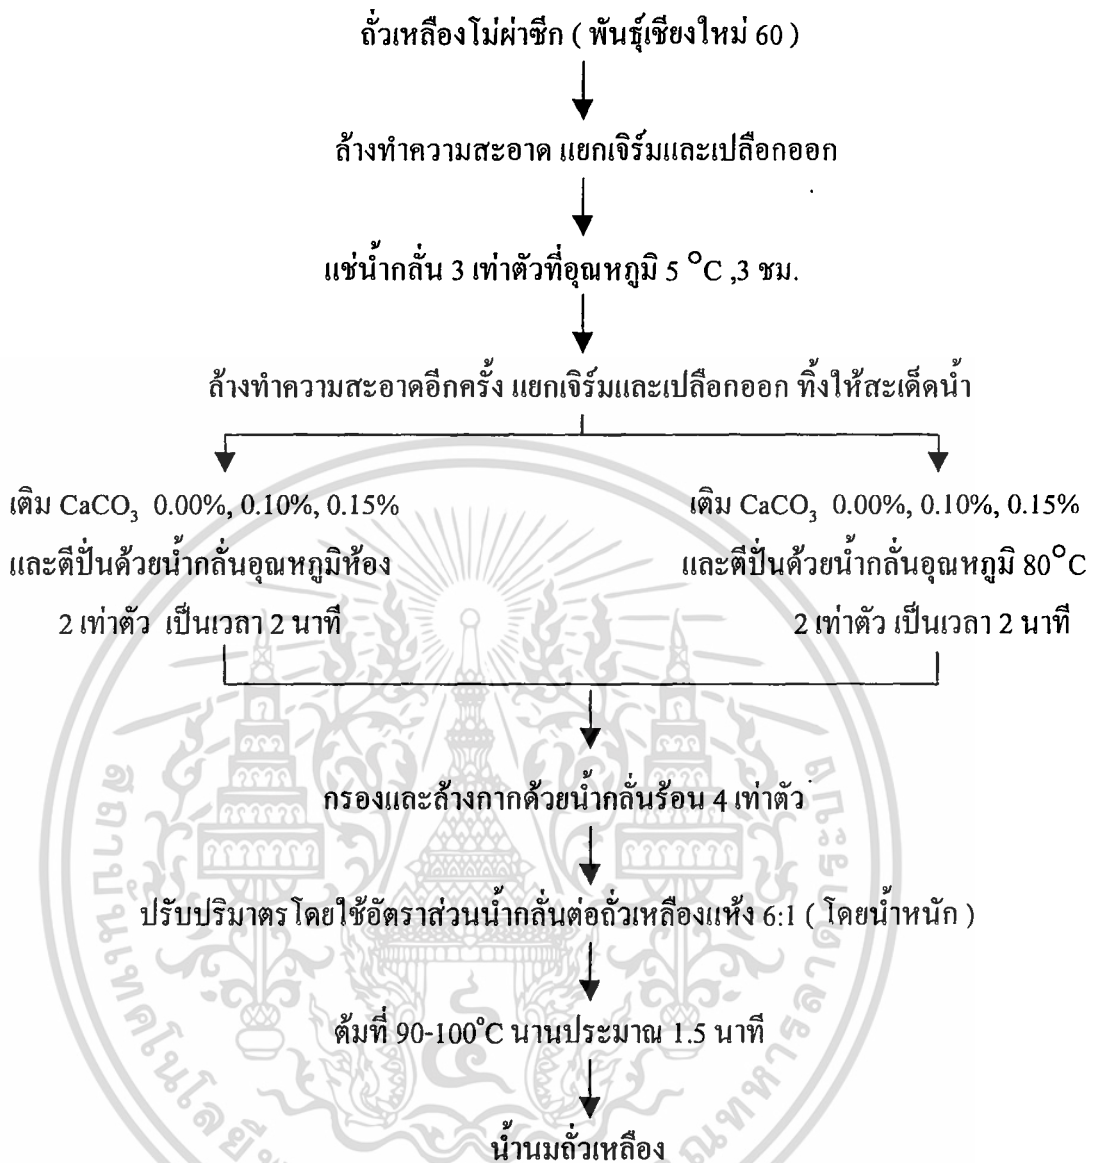 ถั่วเหลืองโม่ผ่าซีก ( พันธุ์เชียงใหม่ 60 )
ล้างทำความสะอาด แยกเจิร์มและเปลือกออก
แช่น้ำกลั่น 3 เท่าตัวที่อุณหภูมิ 5 °C ,3 ชม.
ล้างทำความสะอาดอีกครั้ง แยกเจิร์มและเปลือกออก ทิ้งให้สะเด็ดน้ำ
เติม CaCO₃ 0.00%, 0.10%, 0.15%
และตีปั่นด้วยน้ำกลั่นอุณหภูมิห้อง
2 เท่าตัว เป็นเวลา 2 นาที
เติม CaCO₃ 0.00%, 0.10%, 0.15%
และตีปั่นด้วยน้ำกลั่นอุณหภูมิ 80°C
2 เท่าตัว เป็นเวลา 2 นาที
กรองและล้างกากด้วยน้ำกลั่นร้อน 4 เท่าตัว
ปรับปริมาตรโดยใช้อัตราส่วนน้ำกลั่นต่อถั่วเหลืองแห้ง 6:1 ( โดยน้ำหนัก )
ต้มที่ 90-100°C นานประมาณ 1.5 นาที
น้ำนมถั่วเหลือง